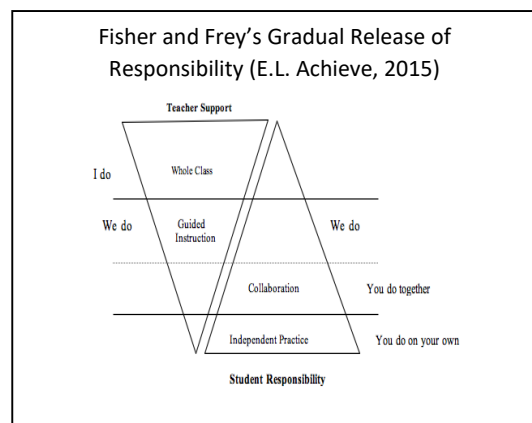 Fisher and Frey's Gradual Release of
Responsibility (E.L. Achieve, 2015)
Teacher Support
I do
Whole Class
We do
Guided
Instruction
We do
Collaboration
You do together
Independent Practice
You do on your own
Student Responsibility